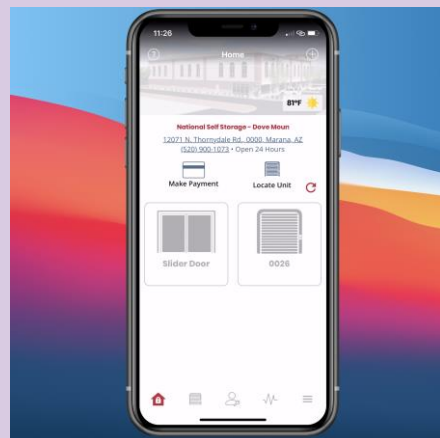 11:26
Home
81°F
National Self Storage - Dove Moun
12071 N. Thornydale Rd., 0000, Marana, AZ
(520) 900-1073 • Open 24 Hours
Make Payment
Locate Unit
Slider Door
0026